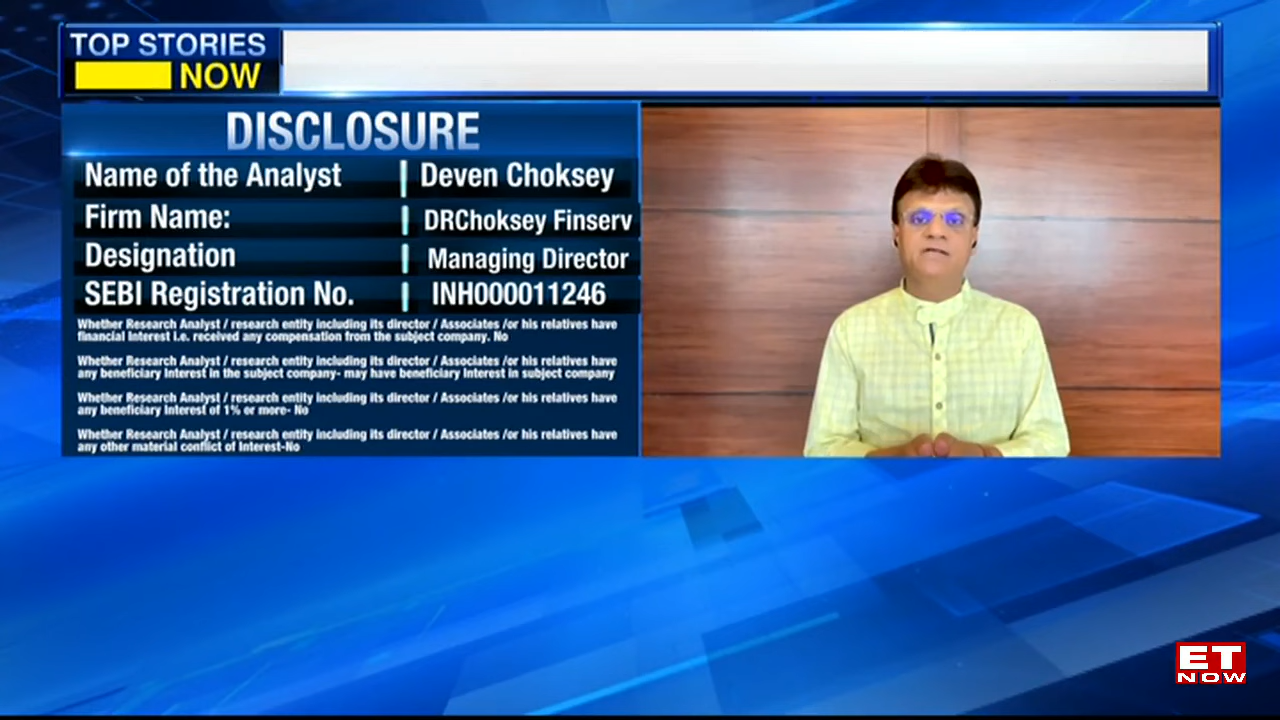 TOP STORIES
NOW
DISCLOSURE
Name of the Analyst | Deven Choksey
Firm Name: | DRChoksey Finserv
Designation | Managing Director
SEBI Registration No. | INH000011246
Whether Research Analyst / research entity including its director / Associates /or his relatives have
financial Interest i.e. received any compensation from the subject company. No
Whether Research Analyst / research entity including its director / Associates /or his relatives have
any beneficiary Interest in the subject company- may have beneficiary Interest in subject company
Whether Research Analyst / research entity including its director / Associates /or his relatives have
any beneficiary Interest of 1% or more- No
Whether Research Analyst / research entity including its director / Associates /or his relatives have
any other material conflict of Interest-No
ET
NOW